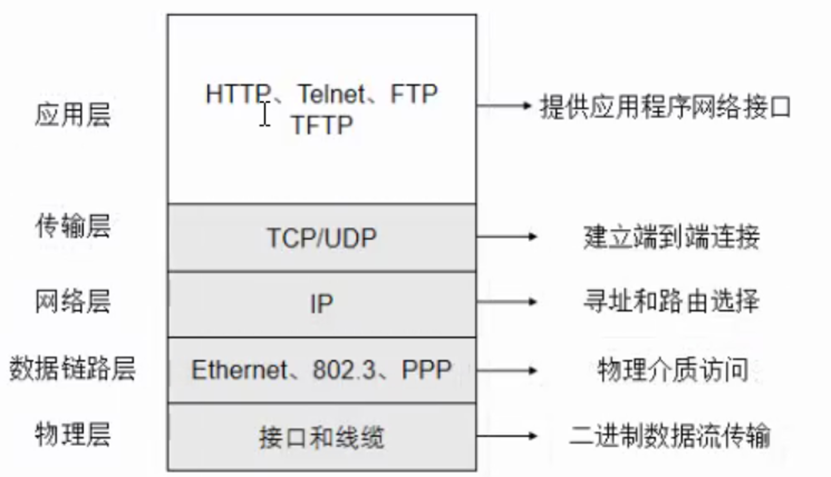 应用层
HTTP、Telnet、FTP
TFTP
提供应用程序网络接口
传输层
TCP/UDP
建立端到端连接
网络层
IP
寻址和路由选择
数据链路层
Ethernet、802.3、PPP
物理介质访问
物理层
接口和线缆
二进制数据流传输